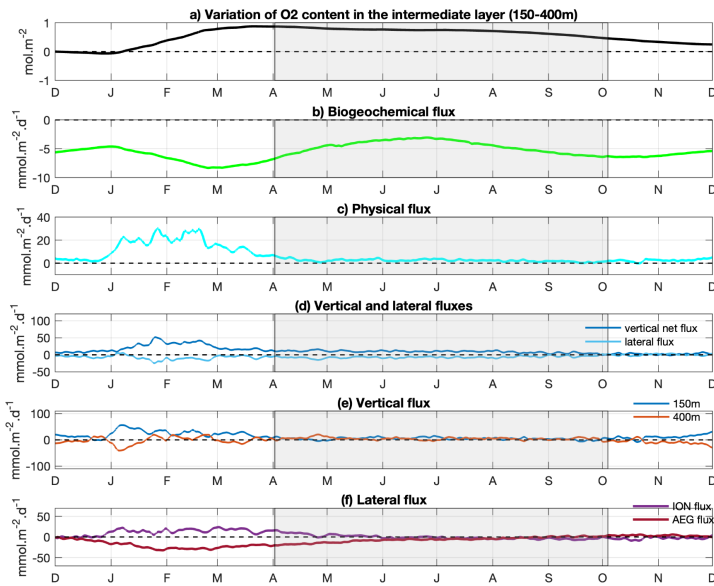 a) Variation of O2 content in the intermediate layer (150-400m)
mol.m-2
1
0
1
D J F M A M J J A S O N D
b) Biogeochemical flux
mmol.m-2.d-1
0
-5
-10
D J F M A M J J A S O N D
c) Physical flux
mmol.m-2.d-1
40
20
0
D J F M A M J J A S O N D
(d) Vertical and lateral fluxes
mmol.m-2.d-1
100
50
0
-50
vertical net flux
lateral flux
D J F M A M J J A S O N D
(e) Vertical flux
mmol.m-2.d-1
100
0
-100
150m
400m
D J F M A M J J A S O N D
(f) Lateral flux
mmol.m-2.d-1
50
0
-50
ION flux
AEG flux
D J F M A M J J A S O N D